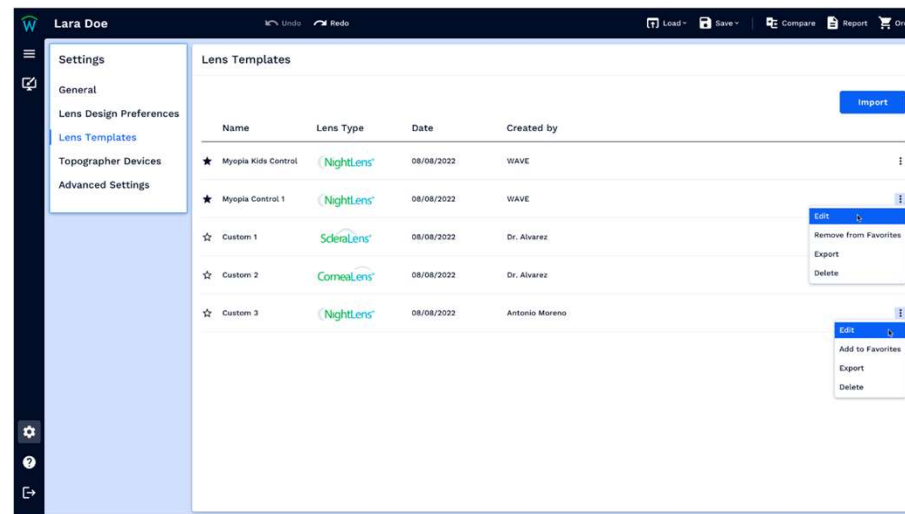 W Lara Doe Undo Redo Load Save Compare Report Or
Settings
General
Lens Design Preferences
Lens Templates
Topographer Devices
Advanced Settings
Lens Templates
Import
Name Lens Type Date Created by
Myopia Kids Control NightLens® 08/08/2022 WAVE
Myopia Control 1 NightLens® 08/08/2022 WAVE
Custom 1 ScleraLens® 08/08/2022 Dr. Alvarez
Custom 2 CorneaLens® 08/08/2022 Dr. Alvarez
Custom 3 NightLens® 08/08/2022 Antonio Moreno
Edit
Remove from Favorites
Export
Delete
Edit
Add to Favorites
Export
Delete